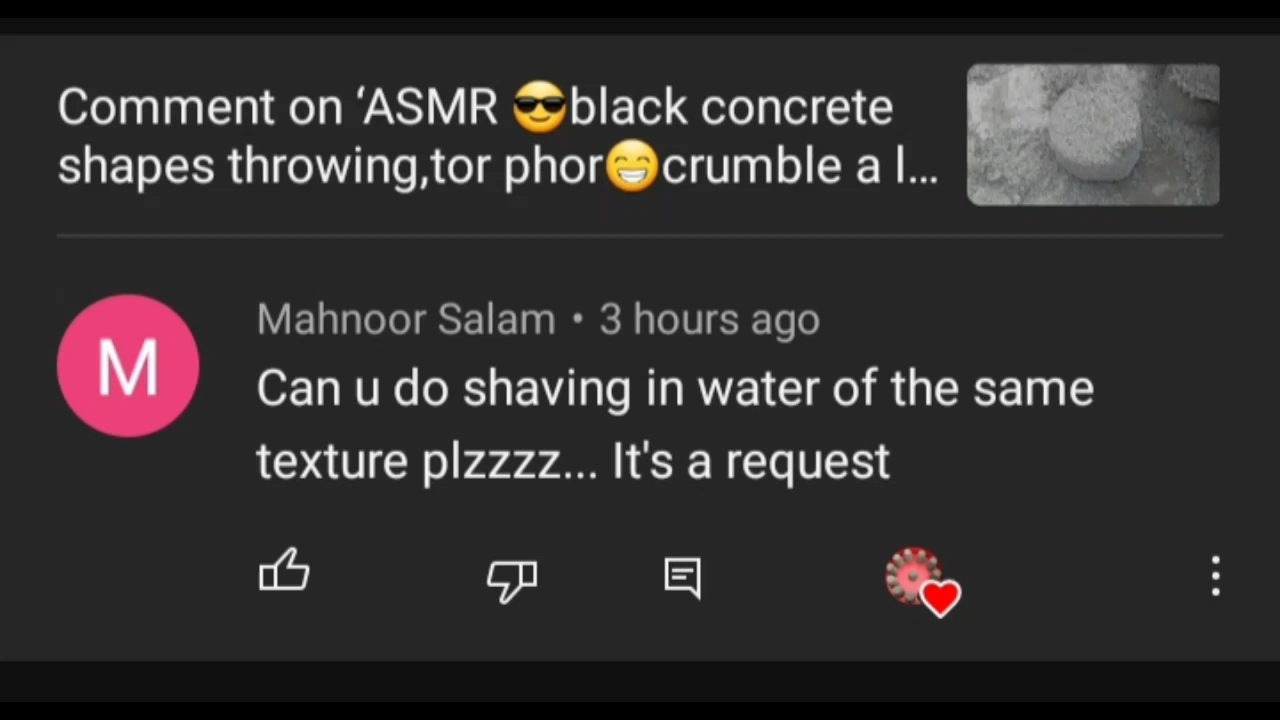 Comment on ‘ASMR 😎black concrete
shapes throwing,tor phor😁crumble a l...
M
Mahnoor Salam • 3 hours ago
Can u do shaving in water of the same
texture plzzzz... It's a request